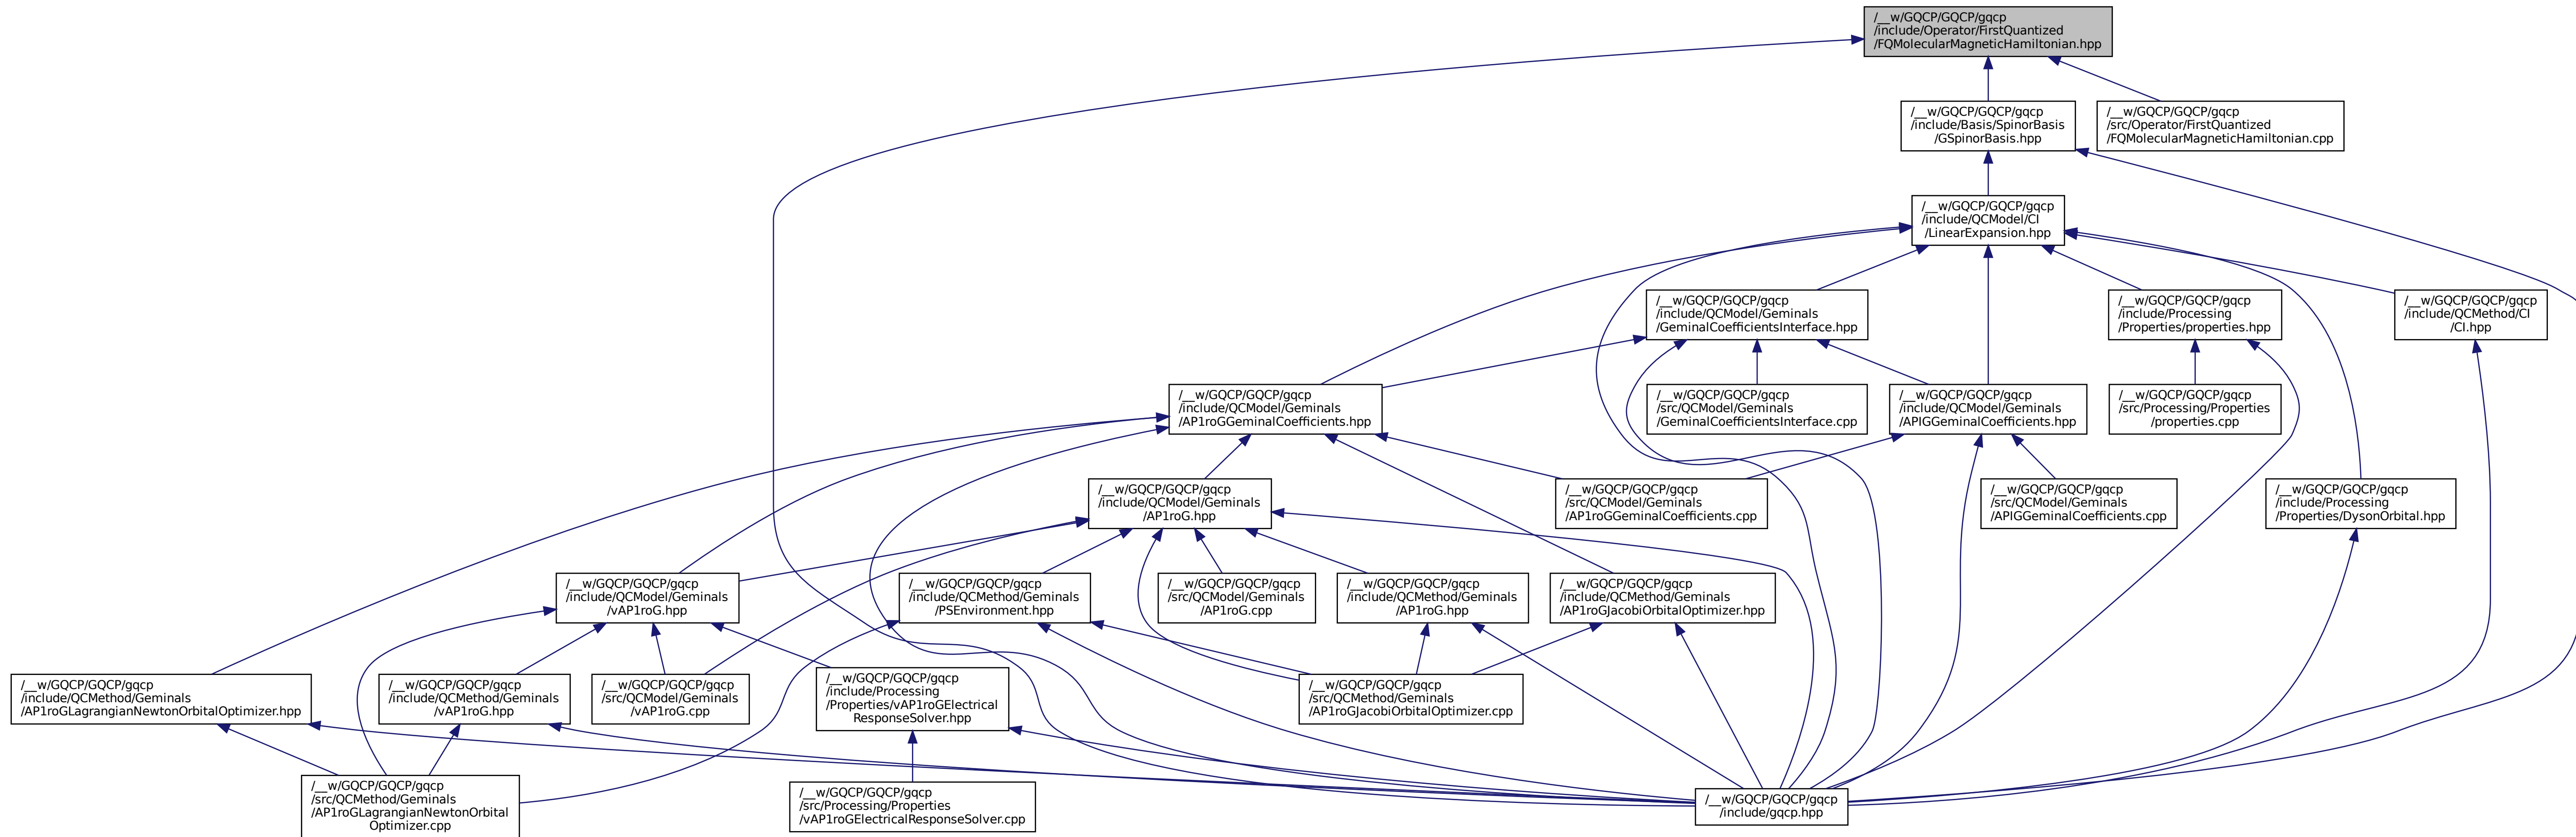 /__w/GQCP/GQCP/gqcp
/include/Operator/FirstQuantized
/FQMolecularMagneticHamiltonian.hpp
/__w/GQCP/GQCP/gqcp
/include/Basis/SpinorBasis
/GSpinorBasis.hpp
/__w/GQCP/GQCP/gqcp
/src/Operator/FirstQuantized
/FQMolecularMagneticHamiltonian.cpp
/__w/GQCP/GQCP/gqcp
/include/QCModel/CI
/LinearExpansion.hpp
/__w/GQCP/GQCP/gqcp
/include/QCModel/Geminals
/GeminalCoefficientsInterface.hpp
/__w/GQCP/GQCP/gqcp
/include/Processing
/Properties/properties.hpp
/__w/GQCP/GQCP/gqcp
/include/QCMethod/CI
/CI.hpp
/__w/GQCP/GQCP/gqcp
/include/QCModel/Geminals
/AP1roGGeminalCoefficients.hpp
/__w/GQCP/GQCP/gqcp
/src/QCModel/Geminals
/GeminalCoefficientsInterface.cpp
/__w/GQCP/GQCP/gqcp
/include/QCModel/Geminals
/APIGGeminalCoefficients.hpp
/__w/GQCP/GQCP/gqcp
/src/Processing/Properties
/properties.cpp
/__w/GQCP/GQCP/gqcp
/include/QCModel/Geminals
/AP1roG.hpp
/__w/GQCP/GQCP/gqcp
/src/QCModel/Geminals
/AP1roGGeminalCoefficients.cpp
/__w/GQCP/GQCP/gqcp
/src/QCModel/Geminals
/APIGGeminalCoefficients.cpp
/__w/GQCP/GQCP/gqcp
/include/Processing
/Properties/DysonOrbital.hpp
/__w/GQCP/GQCP/gqcp
/include/QCModel/Geminals
/vAP1roG.hpp
/__w/GQCP/GQCP/gqcp
/include/QCMethod/Geminals
/PSEnvironment.hpp
/__w/GQCP/GQCP/gqcp
/src/QCModel/Geminals
/AP1roG.cpp
/__w/GQCP/GQCP/gqcp
/include/QCMethod/Geminals
/AP1roG.hpp
/__w/GQCP/GQCP/gqcp
/include/QCMethod/Geminals
/AP1roGJacobiOrbitalOptimizer.hpp
/__w/GQCP/GQCP/gqcp
/include/QCMethod/Geminals
/AP1roGLagrangianNewtonOrbitalOptimizer.hpp
/__w/GQCP/GQCP/gqcp
/include/QCMethod/Geminals
/vAP1roG.hpp
/__w/GQCP/GQCP/gqcp
/src/QCModel/Geminals
/vAP1roG.cpp
/__w/GQCP/GQCP/gqcp
/include/Processing
/Properties/vAP1roGElectrical
ResponseSolver.hpp
/__w/GQCP/GQCP/gqcp
/src/QCMethod/Geminals
/AP1roGJacobiOrbitalOptimizer.cpp
/__w/GQCP/GQCP/gqcp
/src/QCMethod/Geminals
/AP1roGLagrangianNewtonOrbital
Optimizer.cpp
/__w/GQCP/GQCP/gqcp
/src/Processing/Properties
/vAP1roGElectricalResponseSolver.cpp
/__w/GQCP/GQCP/gqcp
/include/gqcp.hpp